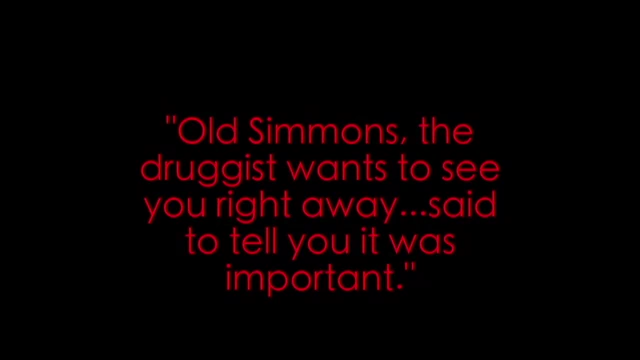 "Old Simmons, the
druggist wants to see
you right away...said
to tell you it was
important."